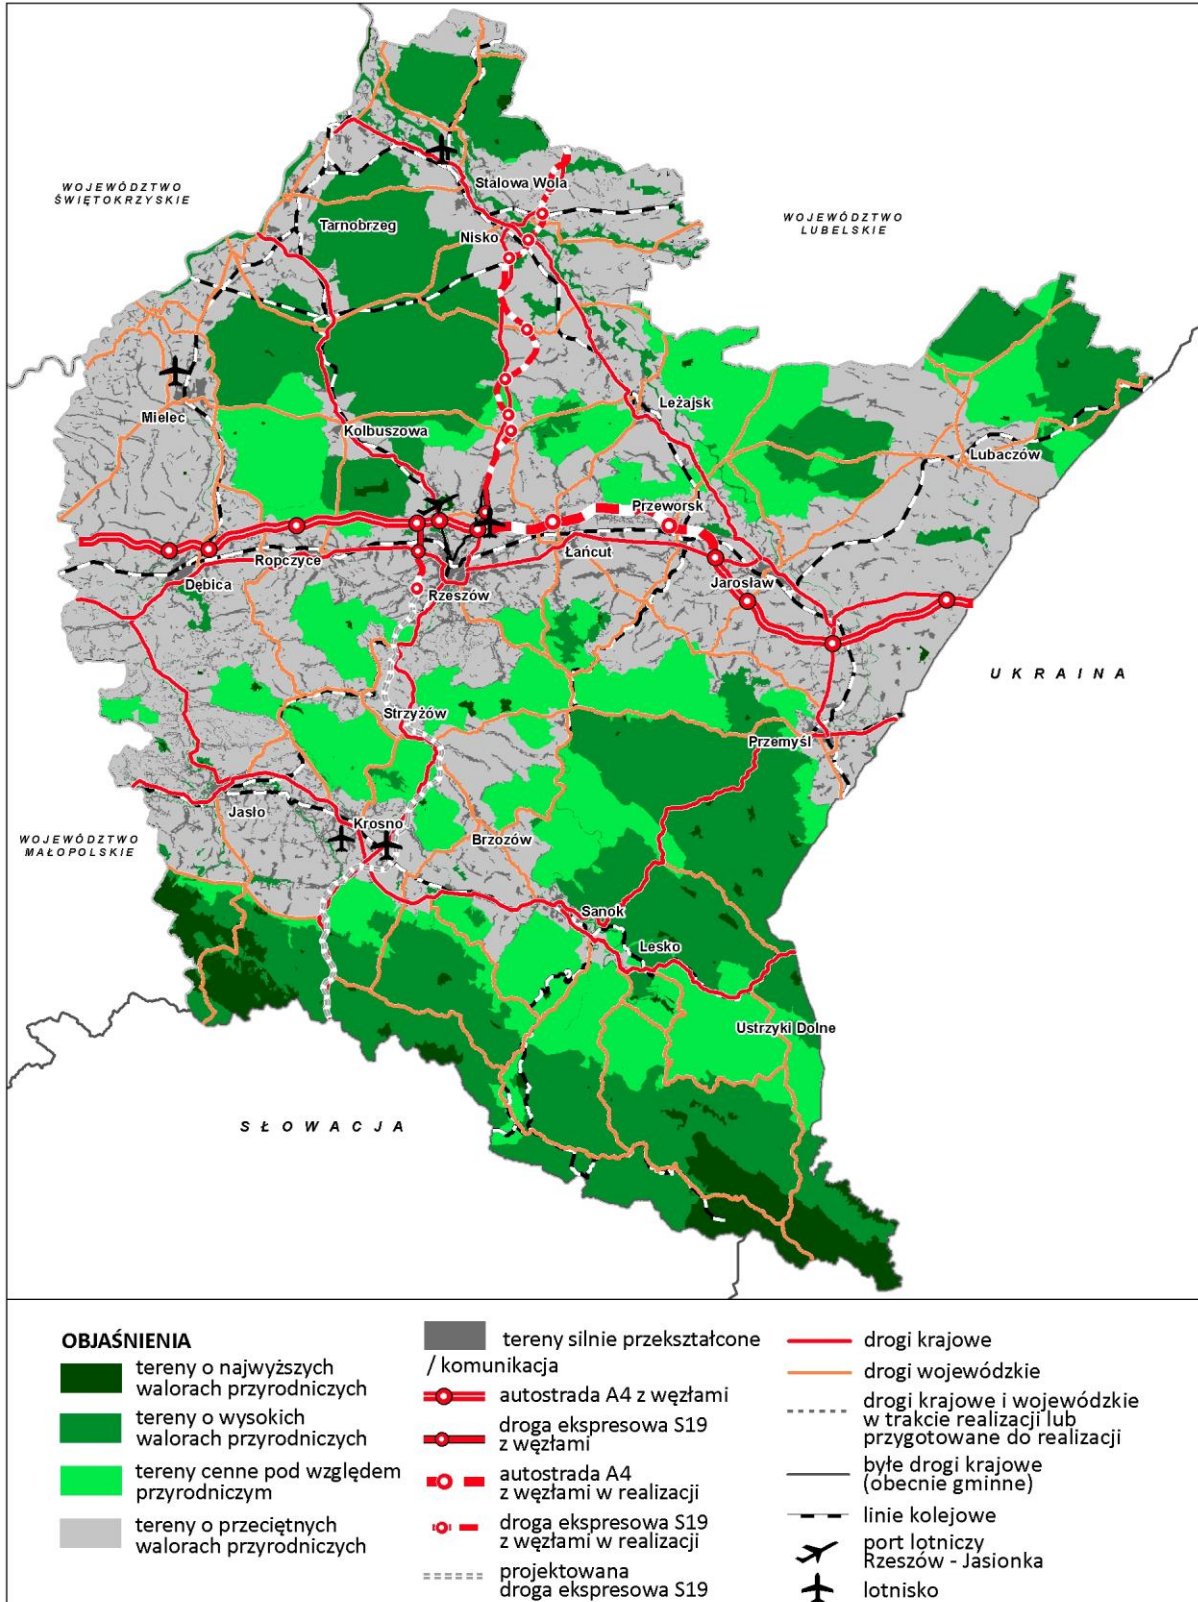 WOJEWÓDZTWO
ŚWIĘTOKRZYSKIE
Stalowa Wola
WOJEWÓDZTWO
LUBELSKIE
Tarnobrzeg
Nisko
Mielec
Kolbuszowa
Leżajsk
Lubaczów
Przeworsk
Ropczyce
Łańcut
Dębica
Rzeszów
Jarosław
UKRAINA
Strzyżów
Przemyśl
Jasło
Krosno
WOJEWÓDZTWO
MAŁOPOLSKIE
Brzozów
Sanok
Lesko
Ustrzyki Dolne
SŁOWACJA
OBJAŚNIENIA
tereny o najwyższych
walorach przyrodniczych
tereny o wysokich
walorach przyrodniczych
tereny cenne pod względem
przyrodniczym
tereny o przeciętnych
walorach przyrodniczych
tereny silnie przekształcone
/ komunikacja
autostrada A4 z węzłami
droga ekspresowa S19
z węzłami
autostrada A4
z węzłami w realizacji
droga ekspresowa S19
z węzłami w realizacji
projektowana
droga ekspresowa S19
drogi krajowe
drogi wojewódzkie
drogi krajowe i wojewódzkie
w trakcie realizacji lub
przygotowane do realizacji
byłe drogi krajowe
(obecnie gminne)
linie kolejowe
port lotniczy
Rzeszów - Jasionka
lotnisko